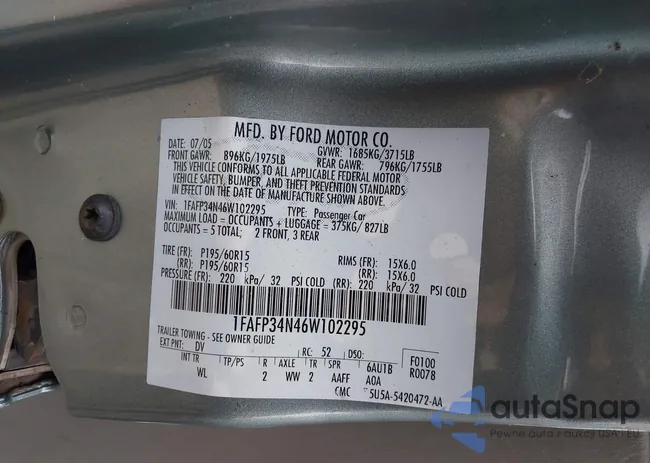 MFD. BY FORD MOTOR CO.
DATE: 07/05 GVWR: 1685KG/3715LB
FRONT GAWR: 896KG/1975LB REAR GAWR: 796KG/1755LB
THIS VEHICLE CONFORMS TO ALL APPLICABLE FEDERAL MOTOR
VEHICLE SAFETY, BUMPER, AND THEFT PREVENTION STANDARDS
IN EFFECT ON THE DATE OF MANUFACTURE SHOWN ABOVE.
VIN: 1FAFP34N46W102295 TYPE: Passenger Car
MAXIMUM LOAD = OCCUPANTS + LUGGAGE = 375KG/ 827LB
OCCUPANTS = 5 TOTAL; 2 FRONT, 3 REAR
TIRE (FR): P195/60R15 RIMS (FR): 15X6.0
(RR): P195/60R15 (RR): 15X6.0
PRESSURE (FR): 220 kPa/ 32 PSI COLD (RR): 220 kPa/ 32 PSI COLD
1FAFP34N46W102295
TRAILER TOWING - SEE OWNER GUIDE
EXT PNT: DV RC: 52 DSO: F0100
INT TR TP/PS R AXLE TR SPR 6AU1B R0078
WL 2 WW 2 AAFF A0A
CMC 5U5A-5420472-AA
autaSnap
Pewne auta z aukcji USA i EU